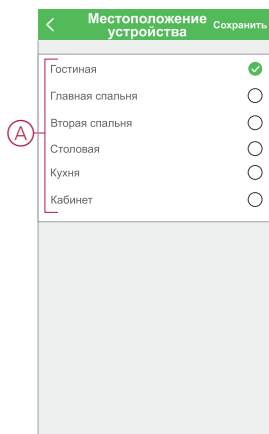 Местоположение
устройства
Сохранить
Гостиная
Главная спальня
Вторая спальня
Столовая
Кухня
Кабинет
A